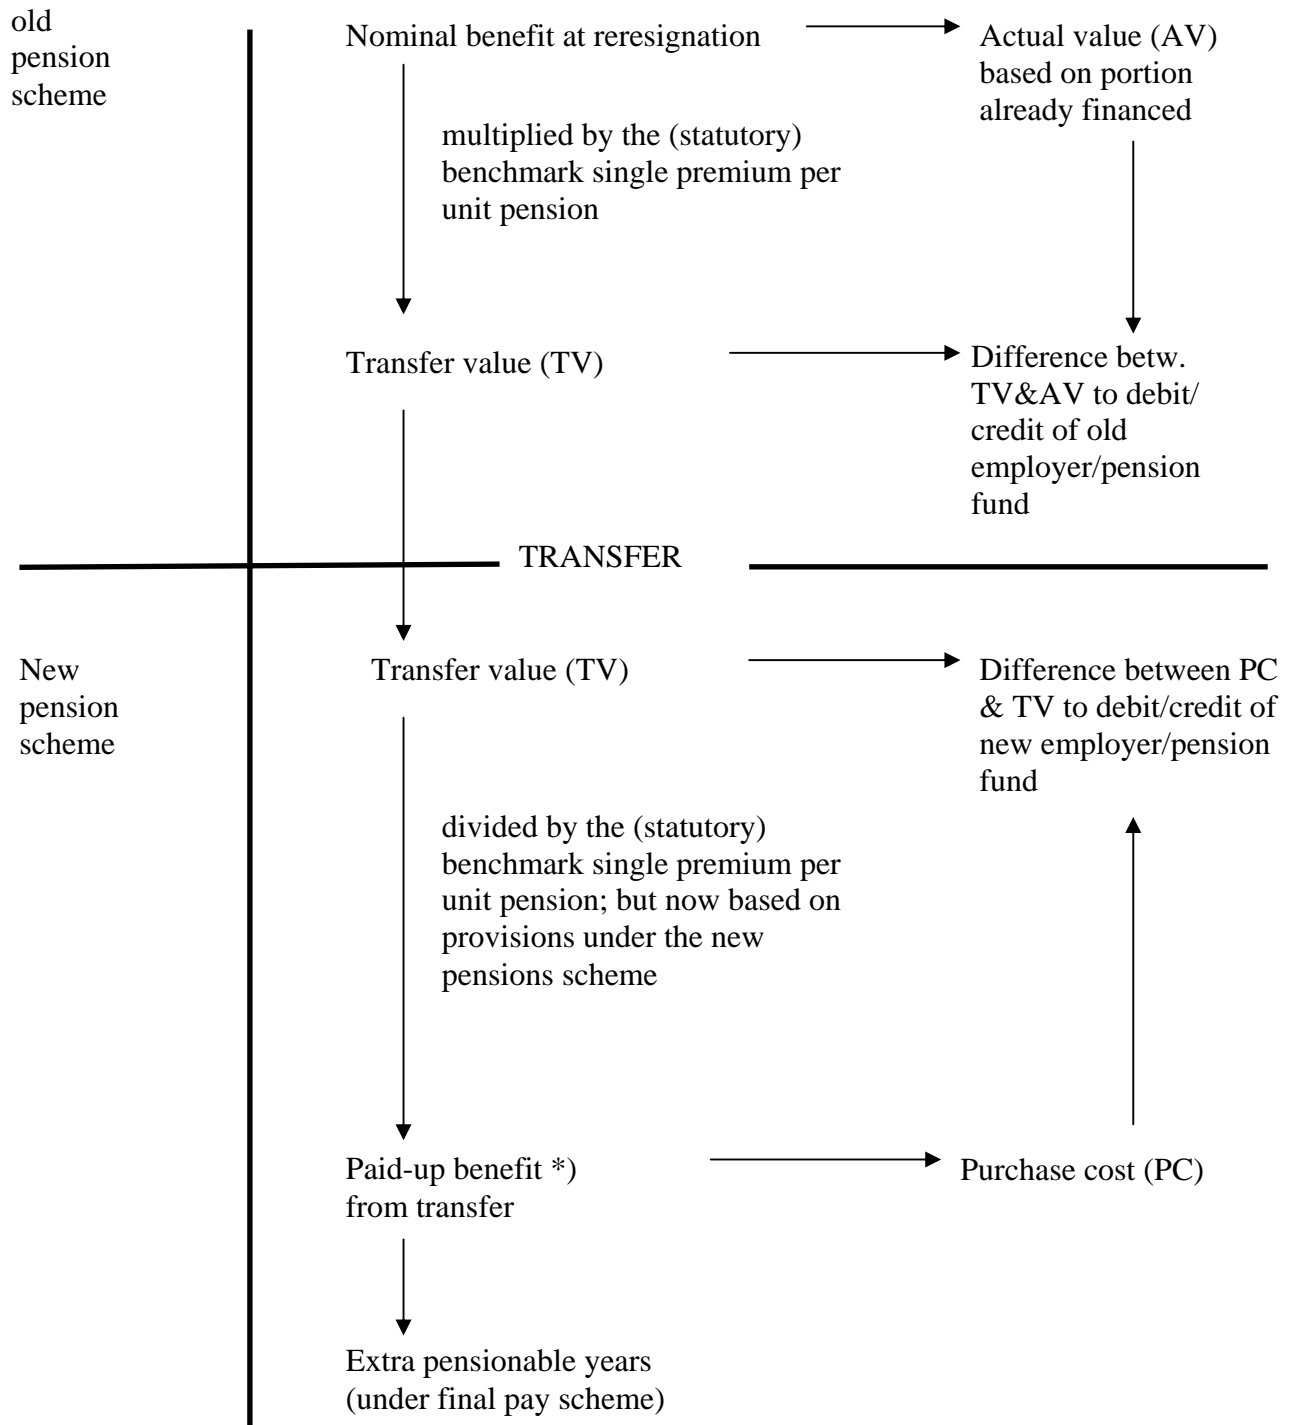 old
pension
scheme
Nominal benefit at reresignation
Actual value (AV)
based on portion
already financed
multiplied by the (statutory)
benchmark single premium per
unit pension
Transfer value (TV)
Difference betw.
TV&AV to debit/
credit of old
employer/pension
fund
TRANSFER
New
pension
scheme
Transfer value (TV)
Difference between PC
& TV to debit/credit of
new employer/pension
fund
divided by the (statutory)
benchmark single premium per
unit pension; but now based on
provisions under the new
pensions scheme
Paid-up benefit *)
from transfer
Purchase cost (PC)
Extra pensionable years
(under final pay scheme)